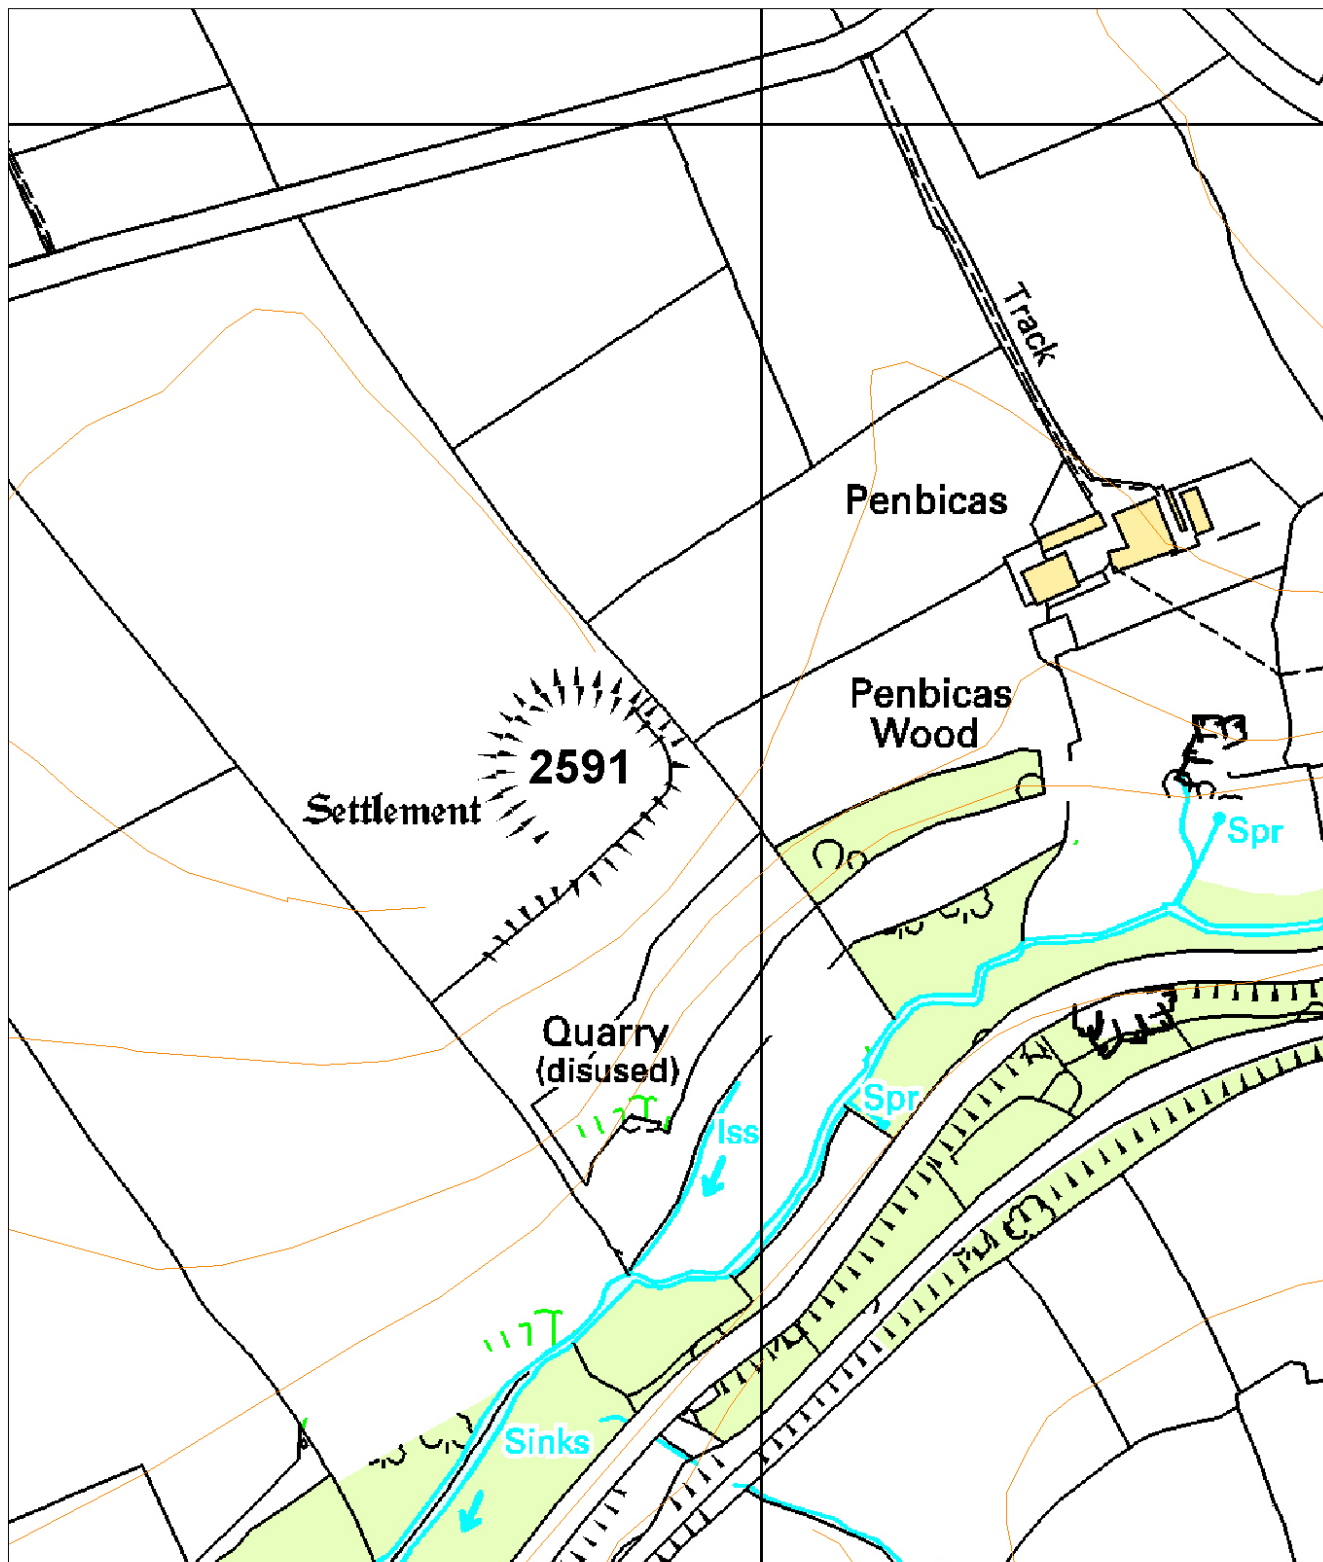 Track
Penbicas
Penbicas
Wood
2591
Settlement
Spr
Quarry
(disused)
Spr
Iss
Sinks